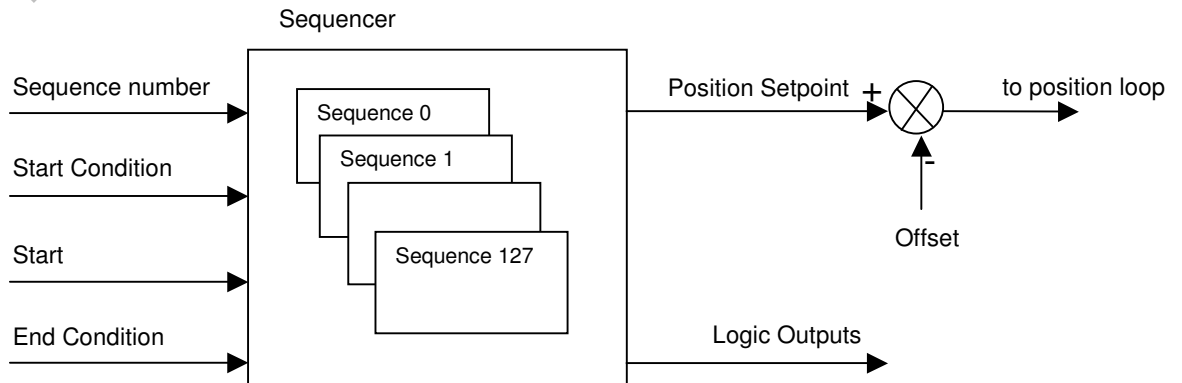 Sequencer
Sequence number
Sequence 0
Position Setpoint +
to position loop
Sequence 1
Start Condition
-
Offset
Start
Sequence 127
End Condition
Logic Outputs